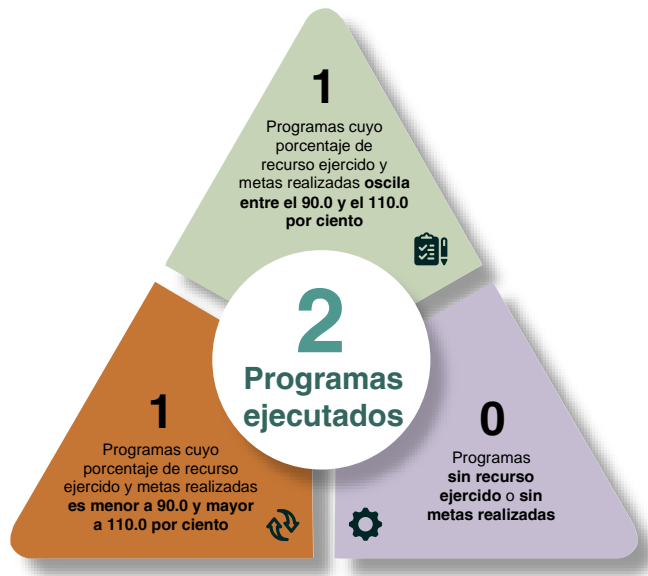 1
Programas cuyo
porcentaje de
recurso ejercido y
metas realizadas oscila
entre el 90.0 y el 110.0
por ciento
2
Programas
ejecutados
1
Programas cuyo
porcentaje de recurso
ejercido y metas realizadas
es menor a 90.0 y mayor
a 110.0 por ciento
0
Programas
sin recurso
ejercido o sin
metas realizadas